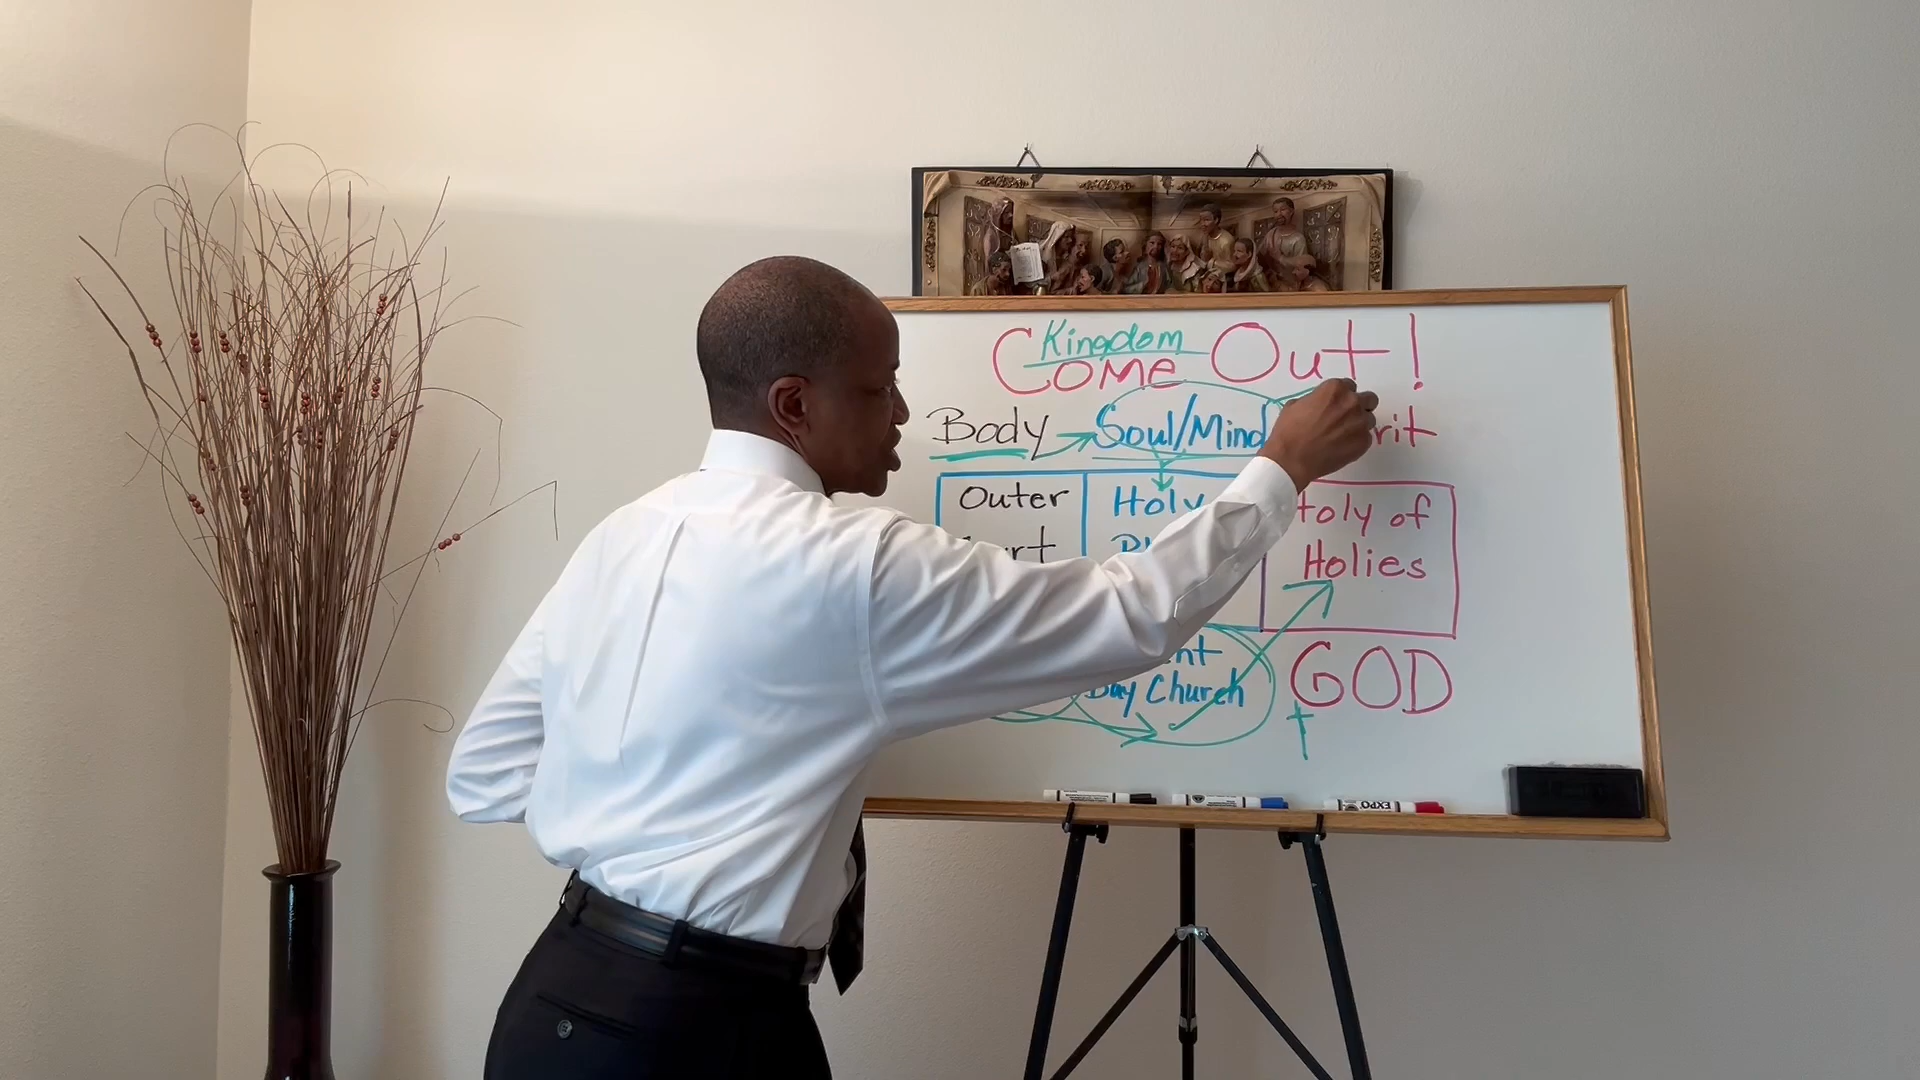 Kingdom
Come Out!
Body Soul/Mind
Outer Holy Holy of
Holies
GOD
Day Church
EXPO